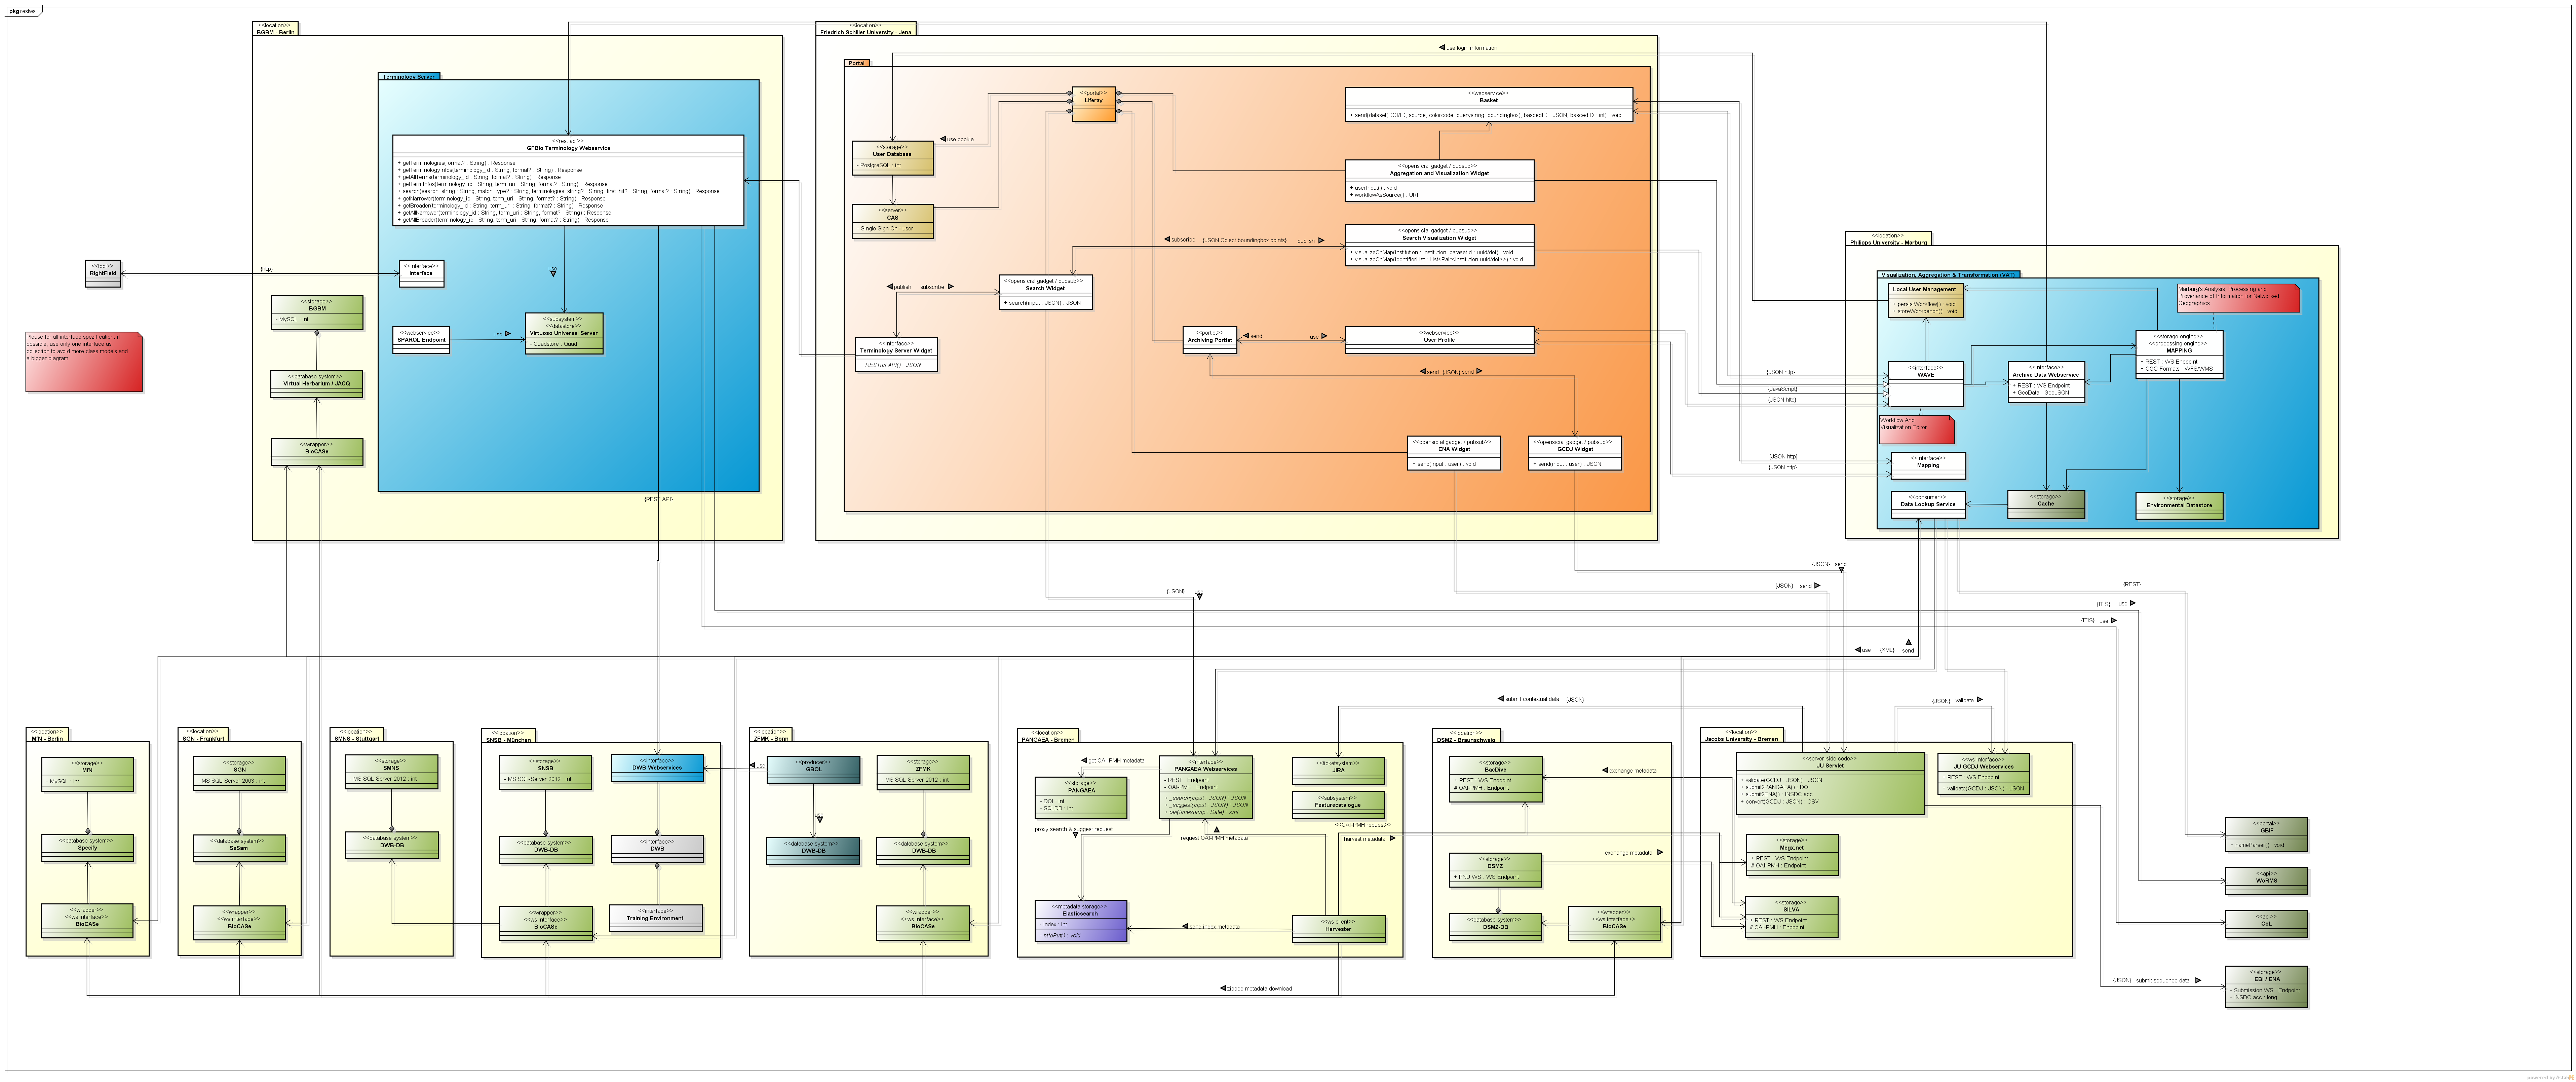 pkg restws
<<location>>
BGBM - Berlin
Terminology Server
<<rest api>>
GFBio Terminology Webservice
+ getTerminologies(format? : String) : Response
+ getTerminologyInfos(terminology_id : String, format? : String) : Response
+ getAllTerms(terminology_id : String, format? : String) : Response
+ getTermInfos(terminology_id : String, term_uri : String, format? : String) : Response
+ search(search_string : String, match_type? : String, terminologies_string? : String, first_hit? : String, format? : String) : Response
+ getNarrower(terminology_id : String, term_uri : String, format? : String) : Response
+ getBroader(terminology_id : String, term_uri : String, format? : String) : Response
+ getAllNarrower(terminology_id : String, term_uri : String, format? : String) : Response
+ getAllBroader(terminology_id : String, term_uri : String, format? : String) : Response
<<tool>>
RightField
{http}
<<interface>>
Interface
use
<<storage>>
BGBM
- MySQL : int
<<webservice>>
SPARQL Endpoint
use
<<subsystem>>
<<datastore>>
Virtuoso Universal Server
- Quadstore : Quad
<<database system>>
Virtual Herbarium / JACQ
<<wrapper>>
BioCASe
{REST API}
Please for all interface spezification if
possible, use only one interface as
collection to avoid more class models and
a bigger diagram
<<location>>
Friedrich Schiller University - Jena
use login information
Portal
<<portal>>
Liferay
use cookie
<<storage>>
User Database
- PostgreSQL : int
<<server>>
CAS
- Single Sign On : user
<<webservice>>
Basket
+ send(dataset(DOI/ID, source, colorcode, querystring, boundingbox), bascedID : JSON, bascedID : int) : void
<<opensicial gadget / pubsub>>
Aggregation and Visualization Widget
+ userInput() : void
+ workflowAsSource() : URI
<<opensicial gadget / pubsub>>
Search Visualization Widget
+ visualizeOnMap(institution : Institution, datasetId : uuid/doi) : void
+ visualizeOnMap(identifierList : List<Pair<Institution,uuid/doi>>) : void
subscribe
{JSON Object boundingbox points}
publish
<<opensicial gadget / pubsub>>
Search Widget
+ search(input : JSON) : JSON
publish
subscribe
<<interface>>
Terminology Server Widget
+ RESTful API() : JSON
<<portlet>>
Archiving Portlet
send
use
<<webservice>>
User Profile
send
{JSON}
send
<<opensicial gadget / pubsub>>
ENA Widget
+ send(input : user) : void
<<opensicial gadget / pubsub>>
GCDJ Widget
+ send(input : user) : JSON
<<location>>
Philipps University - Marburg
Visualization, Aggregation & Transformation (VAT)
Local User Management
+ persistWorkflow() : void
+ storeWorkbench() : void
Marburg's Analysis, Processing and
Provenance of Information for Networked
Geographics
<<storage engine>>
<<processing engine>>
MAPPING
+ REST : WS Endpoint
+ OGC-Formats : WFS/WMS
<<interface>>
WAVE
<<interface>>
Archive Data Webservice
+ REST : WS Endpoint
+ GeoData : GeoJSON
Workflow And
Visualization Editor
<<interface>>
Mapping
<<consumer>>
Data Lookup Service
<<storage>>
Cache
<<storage>>
Environmental Datastore
{JSON http}
{JavaScript}
{JSON http}
{JSON http}
{JSON http}
{JSON}
send
{JSON}
send
{JSON}
use
{REST}
{ITIS}
use
{ITIS}
use
use
{XML}
send
submit contextual data
{JSON}
{JSON}
validate
<<location>>
MfN - Berlin
<<storage>>
MfN
- MySQL : int
<<database system>>
Specify
<<wrapper>>
<<ws interface>>
BioCASe
<<location>>
SGN - Frankfurt
<<storage>>
SGN
- MS SQL-Server 2003 : int
<<database system>>
SeSam
<<wrapper>>
<<ws interface>>
BioCASe
<<location>>
SMNS - Stuttgart
<<storage>>
SMNS
- MS SQL-Server 2012 : int
<<database system>>
DWB-DB
<<location>>
SNSB - München
<<storage>>
SNSB
- MS SQL-Server 2012 : int
<<database system>>
DWB-DB
<<wrapper>>
<<ws interface>>
BioCASe
<<interface>>
DWB Webservices
<<interface>>
DWB
<<interface>>
Training Environment
<<location>>
ZFMK - Bonn
use
<<producer>>
GBOL
use
<<database system>>
DWB-DB
<<storage>>
ZFMK
- MS SQL-Server 2012 : int
<<database system>>
DWB-DB
<<wrapper>>
<<ws interface>>
BioCASe
<<location>>
PANGAEA - Bremen
get OAI-PMH metadata
<<storage>>
PANGAEA
- DOI : int
- SQLDB : int
<<interface>>
PANGAEA Webservices
- REST : Endpoint
- OAI-PMH : Endpoint
+ _search(input : JSON) : JSON
+ _suggest(input : JSON) : JSON
+ oai(timestamp : Date) : xml
<<ticketsystem>>
JIRA
<<subsystem>>
Featurecatalogue
<<OAI-PMH request>>
proxy search & suggest request
request OAI-PMH metadata
harvest metadata
<<metadata storage>>
Elasticsearch
- index : int
- httpPut() : void
send index metadata
<<ws client>>
Harvester
zipped metadata download
<<location>>
DSMZ - Braunschweig
<<storage>>
BacDive
+ REST : WS Endpoint
# OAI-PMH : Endpoint
exchange metadata
<<storage>>
DSMZ
+ PNU WS : WS Endpoint
exchange metadata
<<database system>>
DSMZ-DB
<<wrapper>>
<<ws interface>>
BioCASe
<<location>>
Jacobs University - Bremen
<<server-side code>>
JU Servlet
+ validate(GCDJ : JSON) : JSON
+ submit2PANGAEA() : DOI
+ submit2ENA() : INSDC acc
+ convert(GCDJ : JSON) : CSV
<<ws interface>>
JU GCDJ Webservices
+ REST : WS Endpoint
+ validate(GCDJ : JSON) : JSON
<<storage>>
Megx.net
+ REST : WS Endpoint
# OAI-PMH : Endpoint
<<storage>>
SILVA
+ REST : WS Endpoint
# OAI-PMH : Endpoint
<<portal>>
GBIF
+ nameParser() : void
<<api>>
WoRMS
<<api>>
CoL
{JSON}
submit sequence data
<<storage>>
EBI / ENA
- Submission WS : Endpoint
- INSDC acc : long
powered by Astah